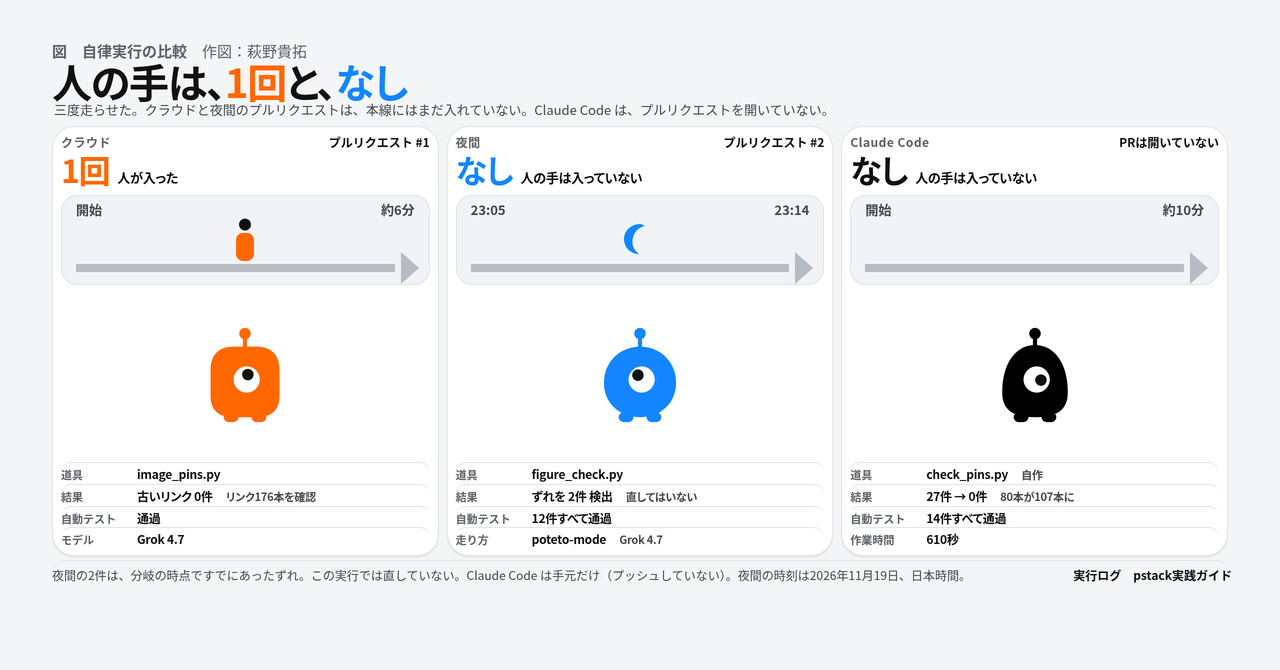 図　自律実行の比較　作図：萩野貴拓
人の手は、1回と、なし
三度走らせた。クラウドと夜間のプルリクエストは、本線にはまだ入れていない。Claude Code は、プルリクエストを開いていない。
クラウド　プルリクエスト #1
1回 人が入った
開始　約6分
道具　image_pins.py
結果　古いリンク 0件　リンク176本を確認
自動テスト　通過
モデル　Grok 4.7
夜間　プルリクエスト #2
なし 人の手は入っていない
23:05　23:14
道具　figure_check.py
結果　ずれを 2件 検出　直してはいない
自動テスト　12件すべて通過
走り方　poteto-mode　Grok 4.7
Claude Code　PRは開いていない
なし 人の手は入っていない
開始　約10分
道具　check_pins.py　自作
結果　27件 → 0件　80本が107本に
自動テスト　14件すべて通過
作業時間　610秒
夜間の2件は、分岐の時点ですでにあったずれ。この実行では直していない。Claude Code は手元だけ（プッシュしていない）。夜間の時刻は2026年11月19日、日本時間。
実行ログ　pstack実践ガイド